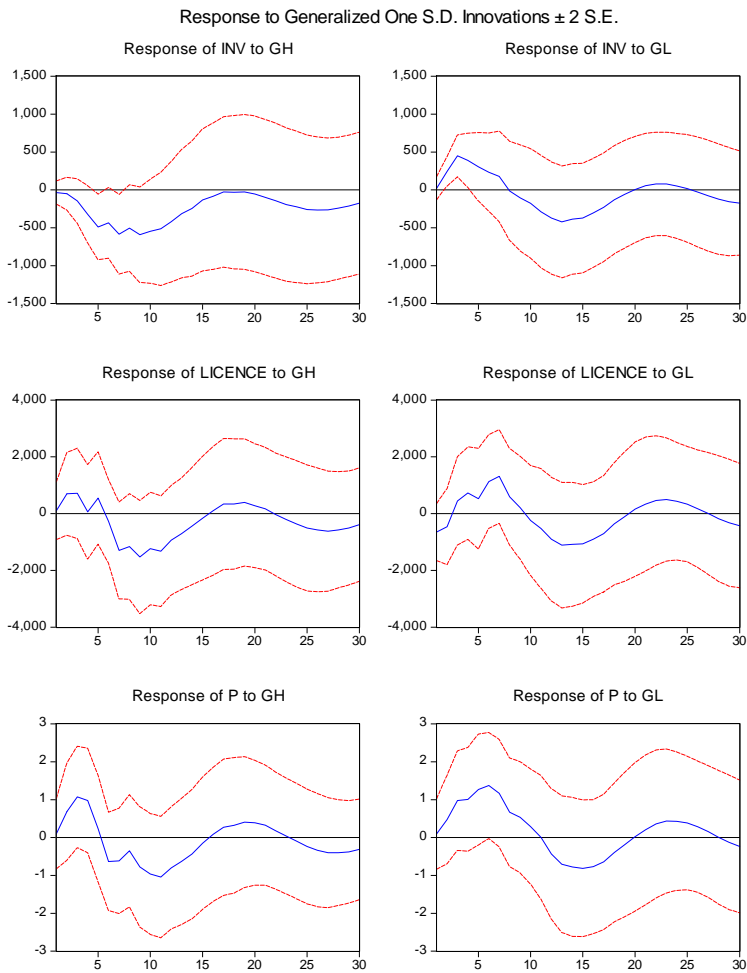 Response to Generalized One S.D. Innovations ± 2 S.E.
Response of INV to GH
1,500
1,000
500
0
-500
-1,000
-1,500
5 10 15 20 25 30
Response of INV to GL
1,500
1,000
500
0
-500
-1,000
-1,500
5 10 15 20 25 30
Response of LICENCE to GH
4,000
2,000
0
-2,000
-4,000
5 10 15 20 25 30
Response of LICENCE to GL
4,000
2,000
0
-2,000
-4,000
5 10 15 20 25 30
Response of P to GH
3
2
1
0
-1
-2
-3
5 10 15 20 25 30
Response of P to GL
3
2
1
0
-1
-2
-3
5 10 15 20 25 30